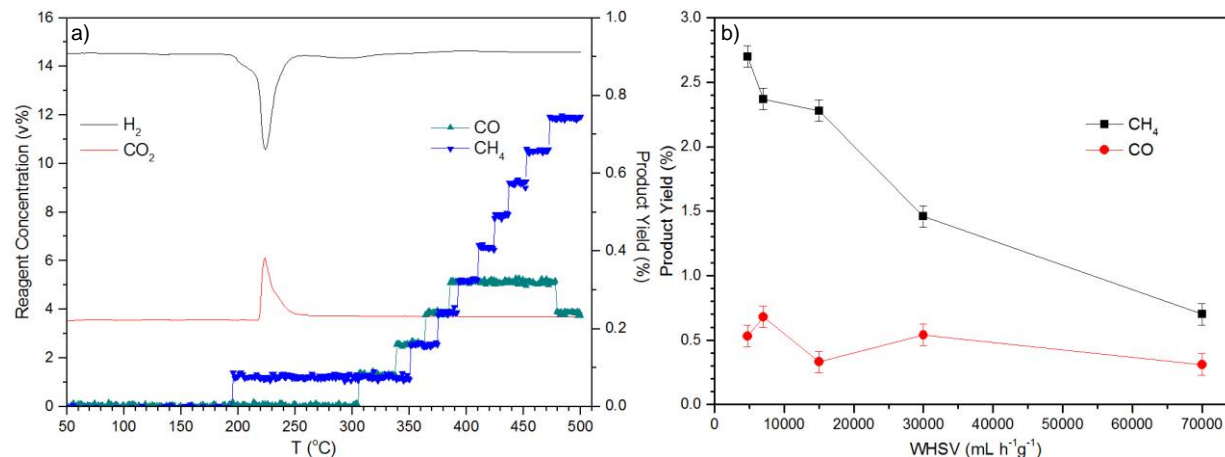 a)
16
14
12
10
8
6
4
2
0
Reagent Concentration (v%)
H2
CO2
CO
CH4
1.0
0.8
0.6
0.4
0.2
0.0
Product Yield (%)
50 100 150 200 250 300 350 400 450 500
T (°C)
b)
3.0
2.5
2.0
1.5
1.0
0.5
0.0
Product Yield (%)
CH4
CO
0 10000 20000 30000 40000 50000 60000 70000
WHSV (mL h-1g-1)